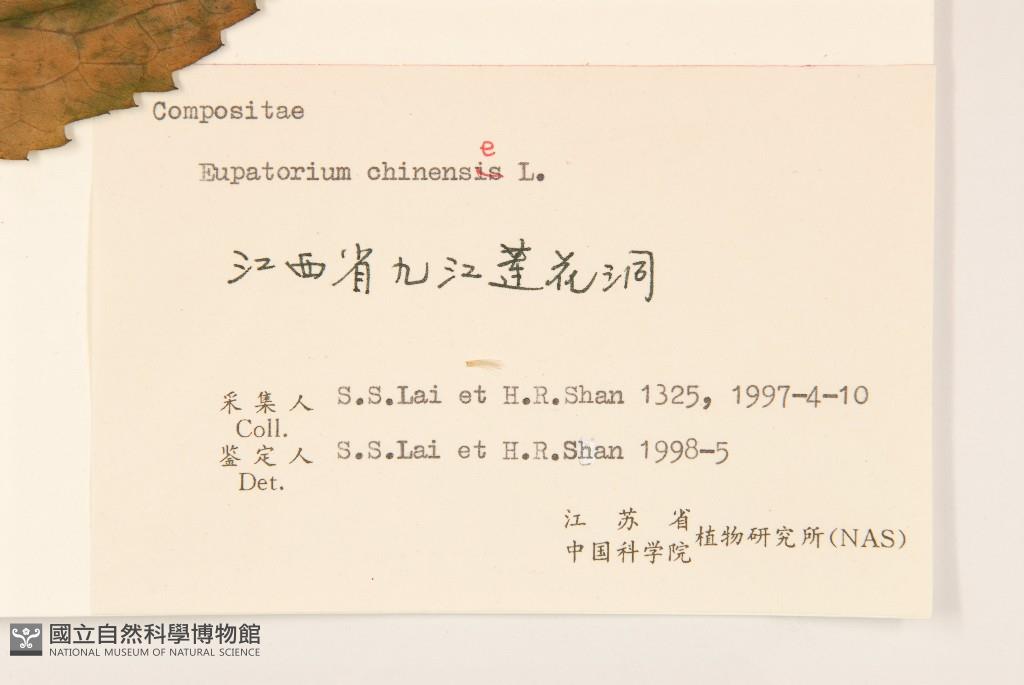 Compositae
e
Eupatorium chinensis L.
江西省九江莲花洞
采集人 S.S.Lai et H.R.Shan 1325, 1997-4-10
Coll.
鉴定人 S.S.Lai et H.R.Shan 1998-5
Det.
江苏省
中国科学院 植物研究所(NAS)
國立自然科學博物館
NATIONAL MUSEUM OF NATURAL SCIENCE